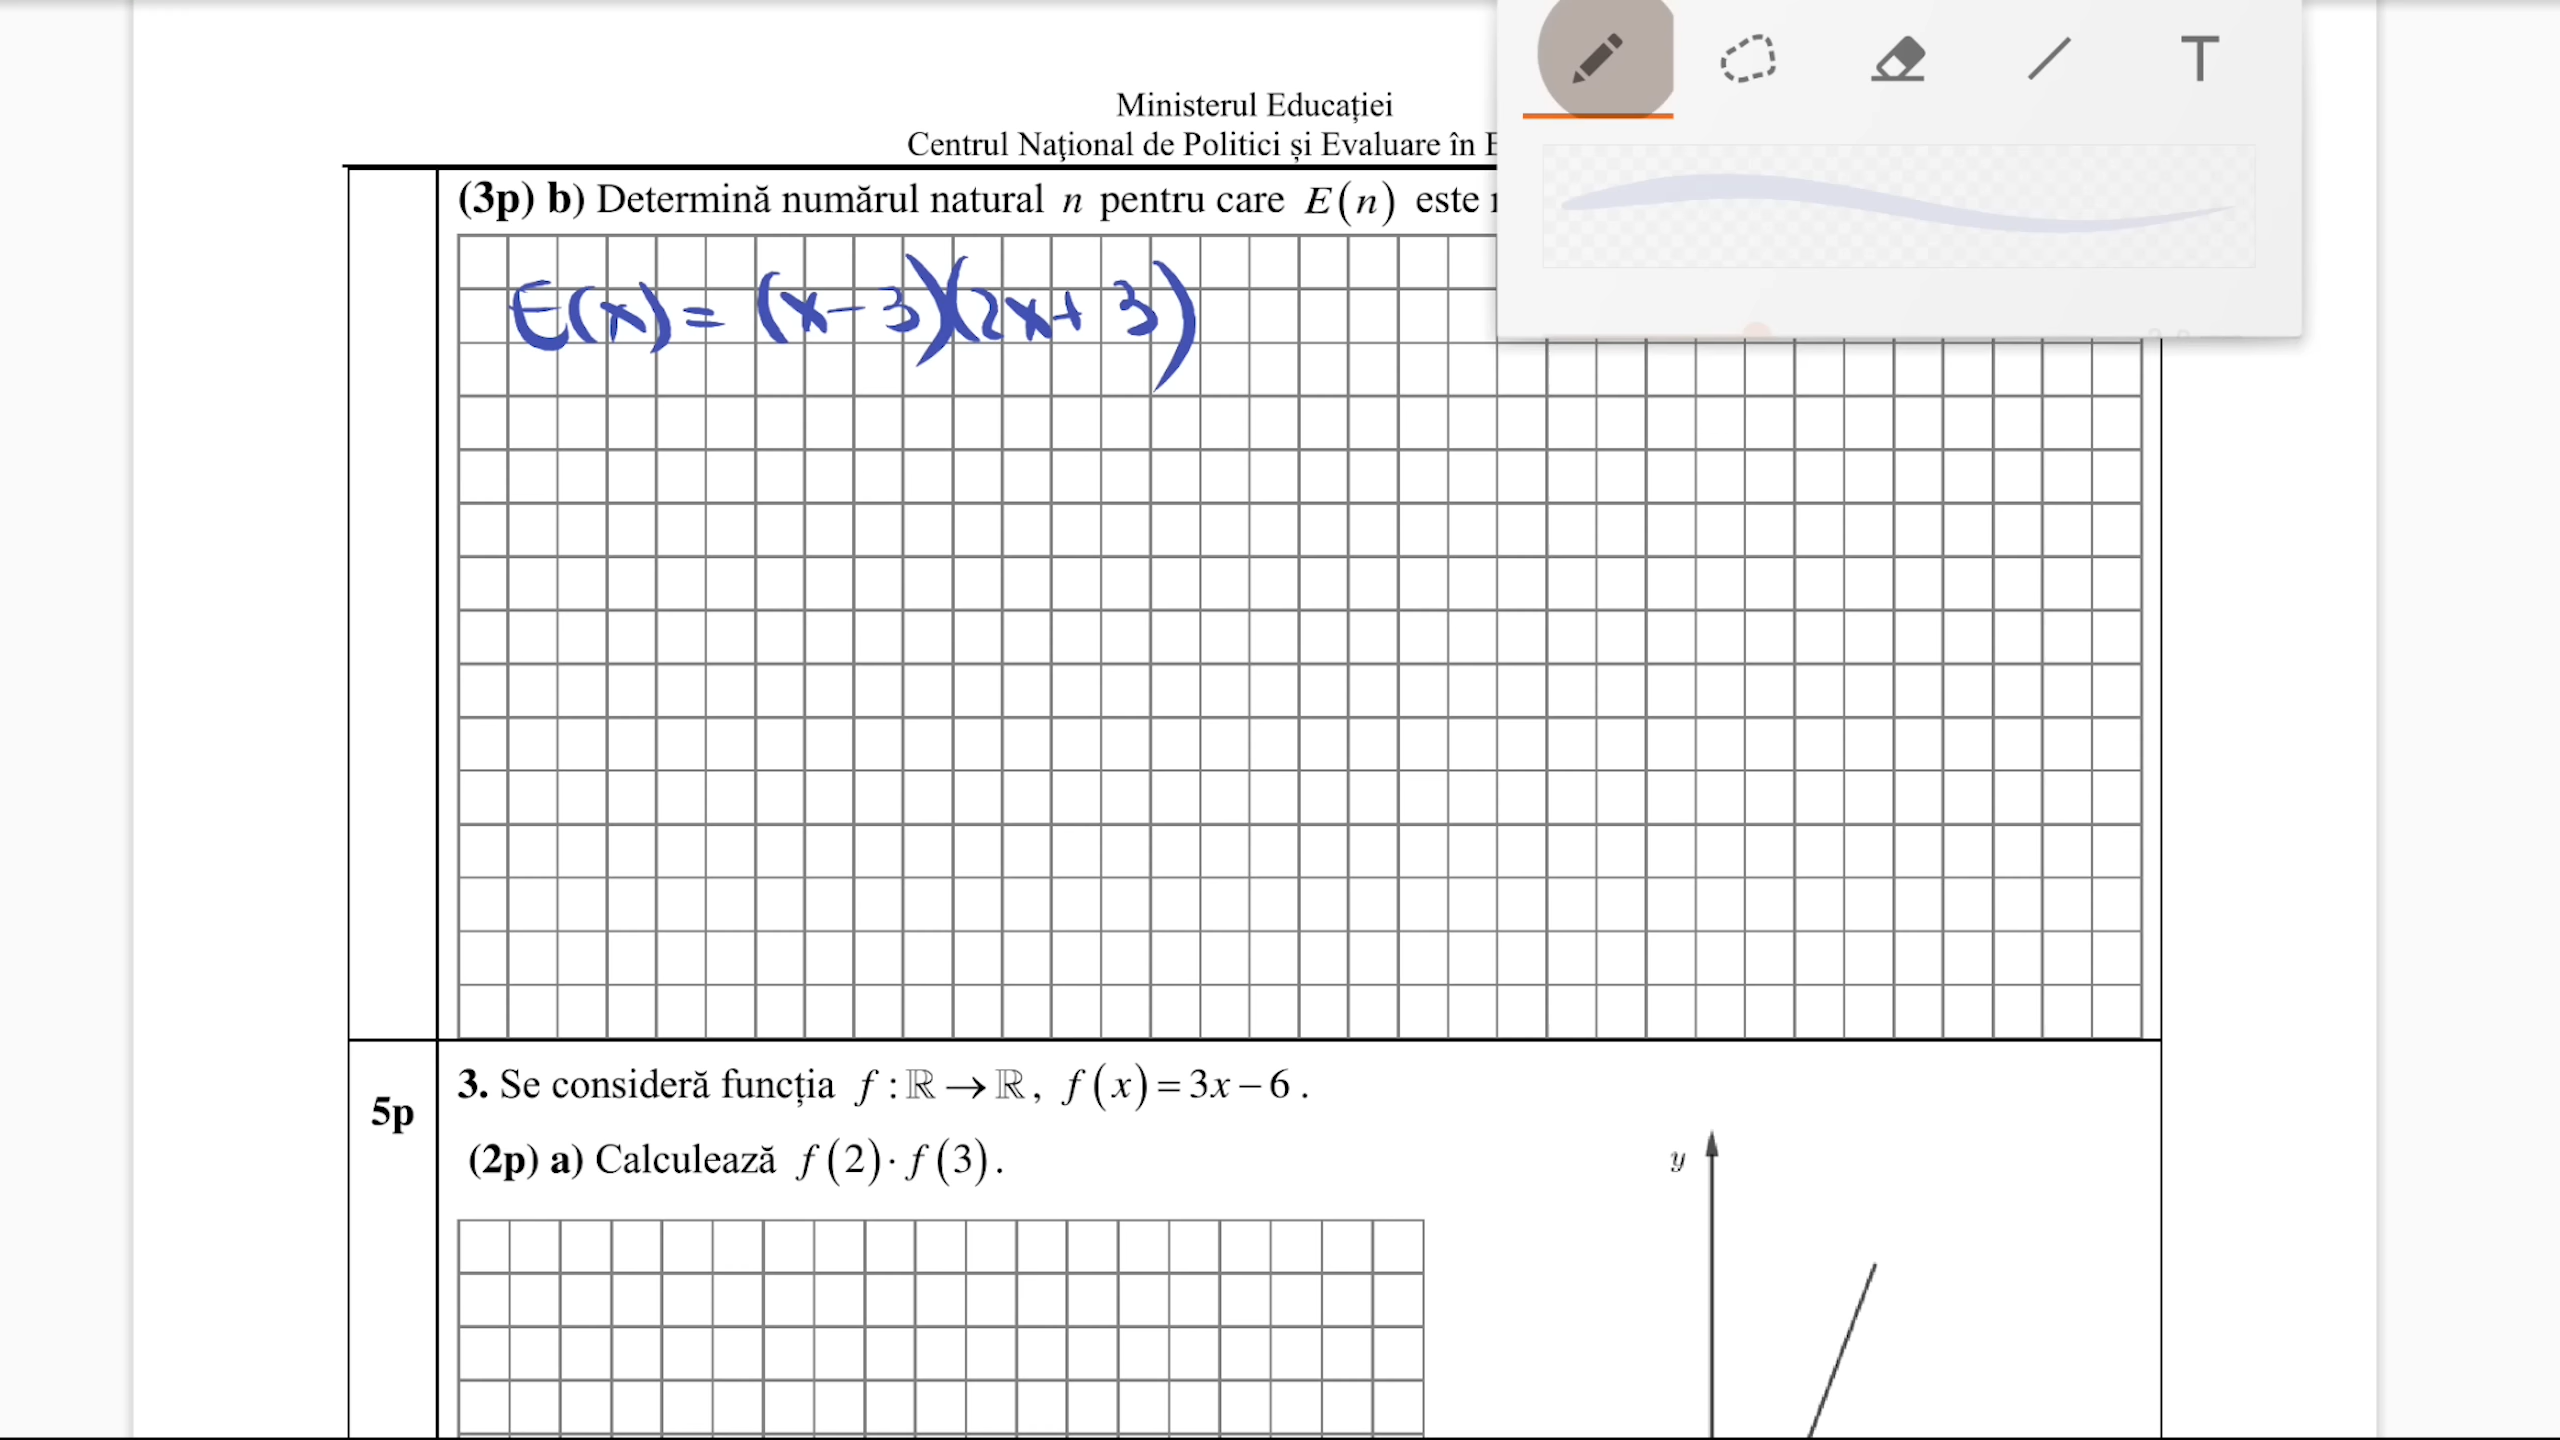 Ministerul Educației
Centrul Naţional de Politici și Evaluare în
T
(3p) b) Determină numărul natural n pentru care E(n) este
E(x) = (x-3)(2x+3)
5p
3. Se consideră funcția f : ℝ → ℝ, f(x) = 3x − 6 .
(2p) a) Calculează f(2) · f(3) .
y